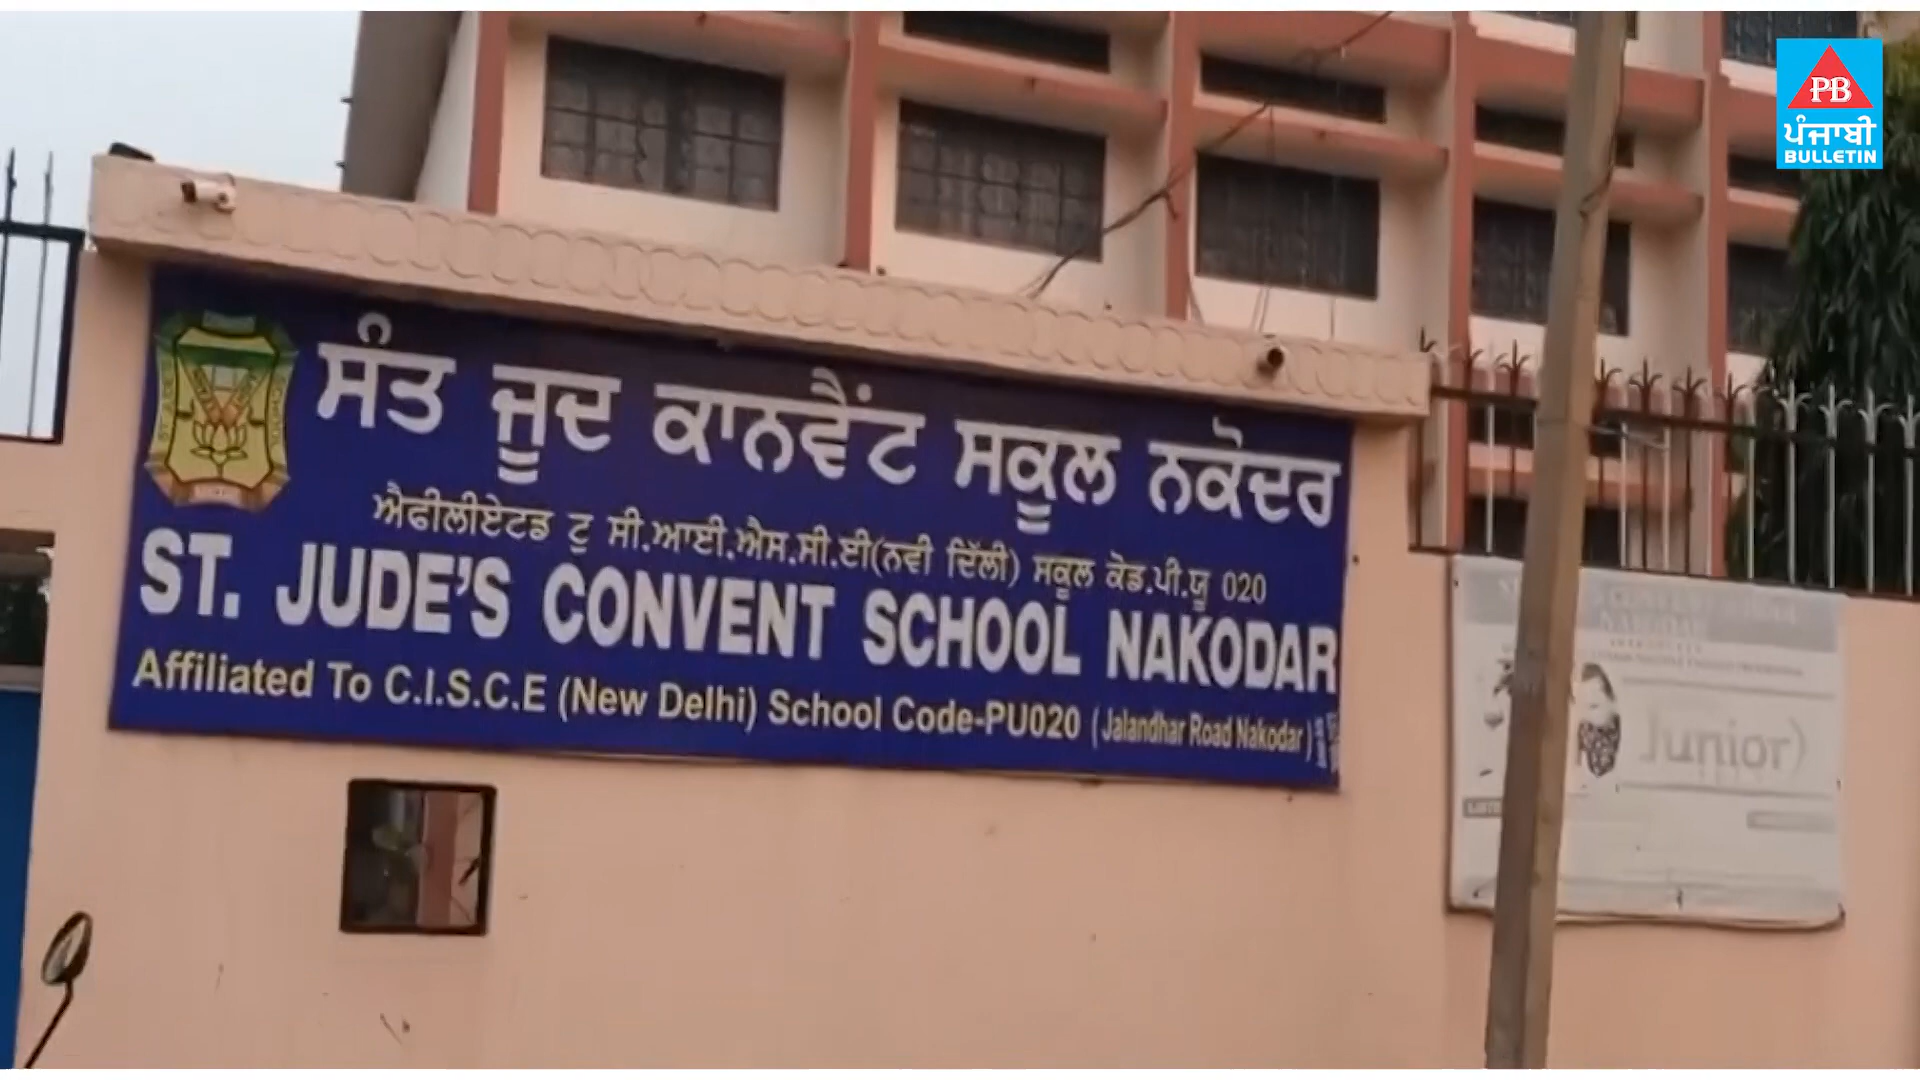 PB
ਪੰਜਾਬੀ
BULLETIN
ਸੰਤ ਜੂਦ ਕਾਨਵੈਂਟ ਸਕੂਲ ਨਕੋਦਰ
ਐਫੀਲੀਏਟਡ ਟੂ ਸੀ.ਆਈ.ਐਸ.ਸੀ.ਈ(ਨਵੀ ਦਿੱਲੀ) ਸਕੂਲ ਕੋਡ.ਪੀ.ਯੂ 020
ST. JUDE'S CONVENT SCHOOL NAKODAR
Affiliated To C.I.S.C.E (New Delhi) School Code-PU020 (Jalandhar Road Nakodar)
Junior)